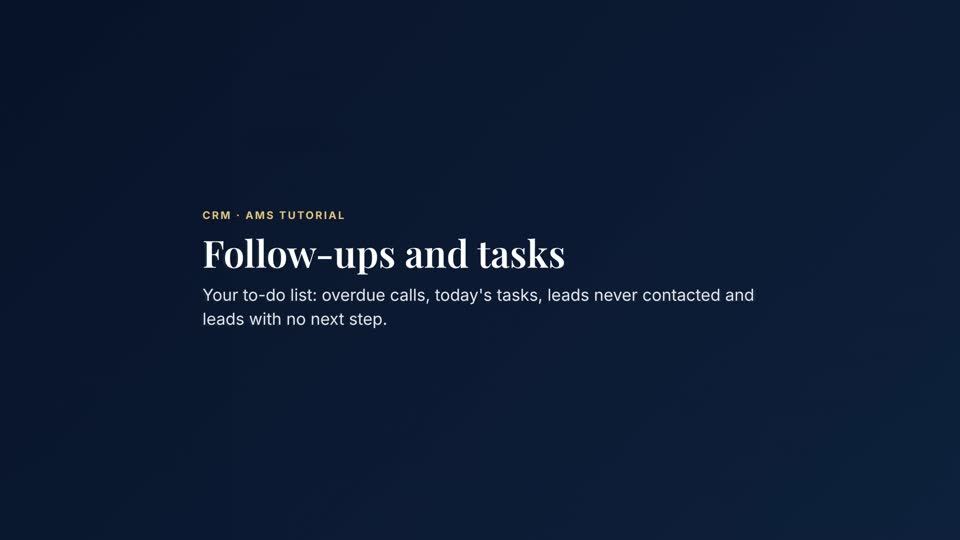 CRM · AMS TUTORIAL
Follow-ups and tasks
Your to-do list: overdue calls, today's tasks, leads never contacted and
leads with no next step.